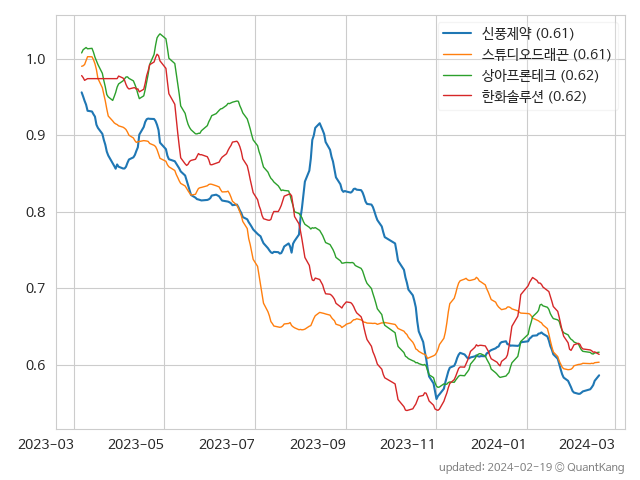 신풍제약 (0.61)
스튜디오드래곤 (0.61)
상아프론테크 (0.62)
한화솔루션 (0.62)
1.0
0.9
0.8
0.7
0.6
2023-03 2023-05 2023-07 2023-09 2023-11 2024-01 2024-03
updated: 2024-02-19 © QuantKang